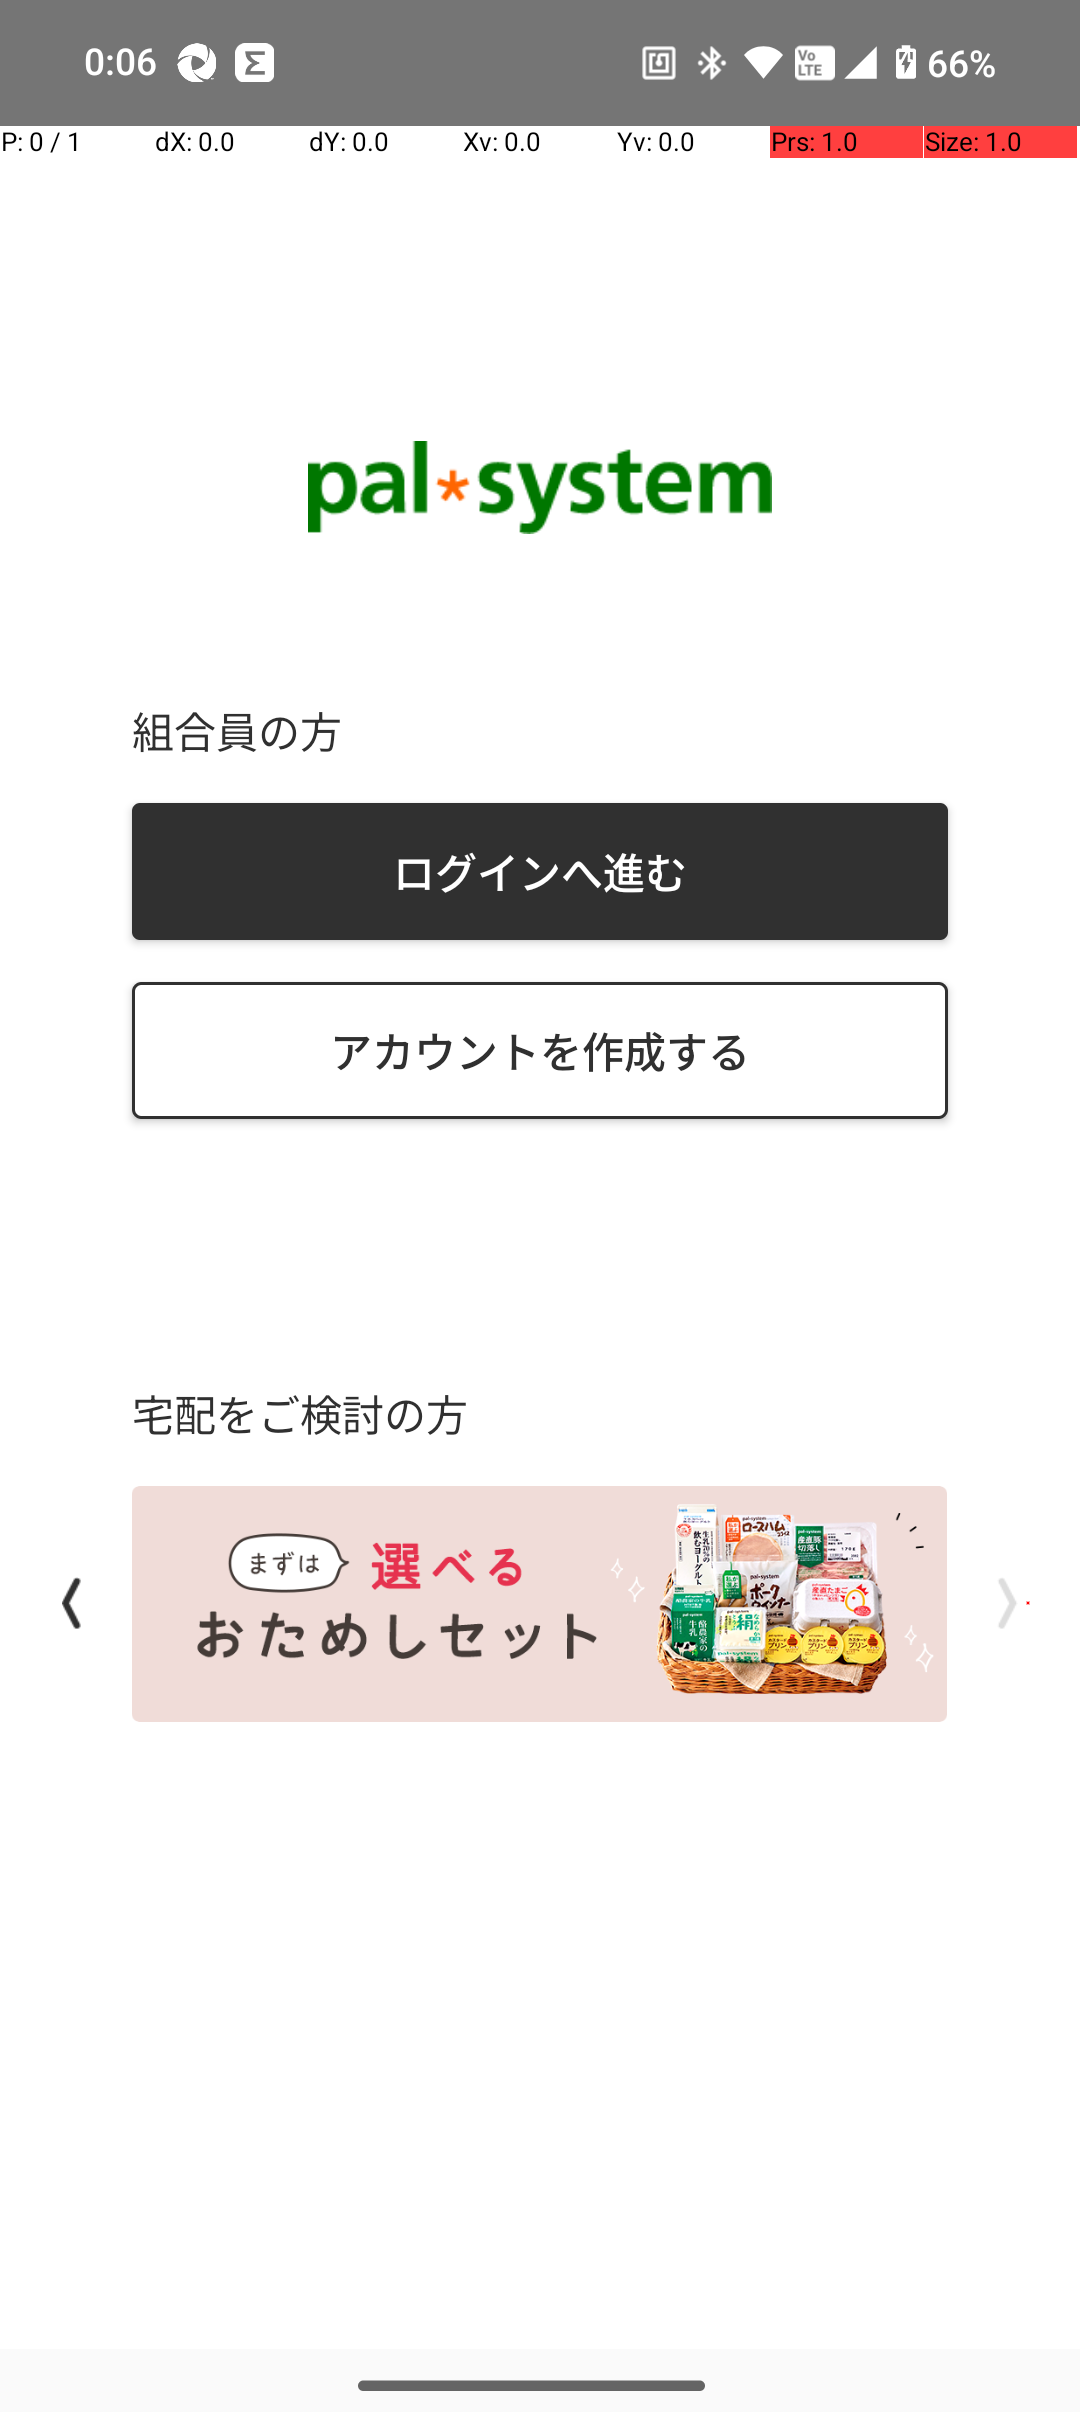 0:06 66%
P: 0 / 1 dX: 0.0 dY: 0.0 Xv: 0.0 Yv: 0.0 Prs: 1.0 Size: 1.0
pal*system
組合員の方
ログインへ進む
アカウントを作成する
宅配をご検討の方
まずは 選べる
おためしセット